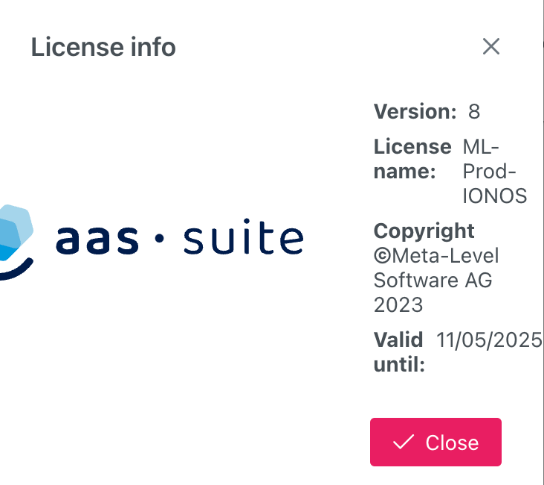 License info
aas · suite
Version: 8
License ML-
name: Prod-
IONOS
Copyright
©Meta-Level
Software AG
2023
Valid 11/05/2025
until:
Close